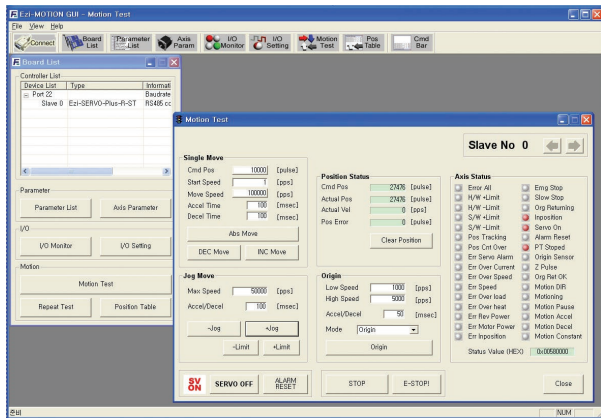 Ezi-MOTION GUI - Motion Test
File View Help
Connect Board List Parameter List Axis Param I/O Monitor I/O Setting Motion Test Pos Table Cmd Bar
Board List
Controller List
Device List Type Informati
Port 22 Baudrate
Slave 0 Ezi-SERVO-Plus-R-ST RS485 cc
Parameter
Parameter List Axis Parameter
I/O
I/O Monitor I/O Setting
Motion
Motion Test
Repeat Test Position Table
Motion Test
Slave No 0
Single Move
Cmd Pos 10000 [pulse]
Start Speed 1 [pps]
Move Speed 100000 [pps]
Accel Time 100 [msec]
Decel Time 100 [msec]
Abs Move
DEC Move INC Move
Jog Move
Max Speed 50000 [pps]
Accel/Decel 100 [msec]
-Jog +Jog
-Limit +Limit
Position Status
Cmd Pos 27476 [pulse]
Actual Pos 27476 [pulse]
Actual Vel 0 [pps]
Pos Error 0 [pulse]
Clear Position
Origin
Low Speed 1000 [pps]
High Speed 5000 [pps]
Accel/Decel 50 [msec]
Mode Origin
Origin
Axis Status
Error All Emg Stop
H/W +Limit Slow Stop
H/W -Limit Org Returning
S/W +Limit Inposition
S/W -Limit Servo On
Pos Tracking Alarm Reset
Pos Cnt Over PT Stoped
Err Servo Alarm Origin Sensor
Err Over Current Z Pulse
Err Over Speed Org Ret OK
Err Speed Motion DIR
Err Over load Motioning
Err Over heat Motion Pause
Err Rev Power Motion Accel
Err Motor Power Motion Decel
Err Inposition Motion Constant
Status Value (HEX) 0x00580000
SV ON SERVO OFF ALARM RESET STOP E-STOP! Close
준비 NUM